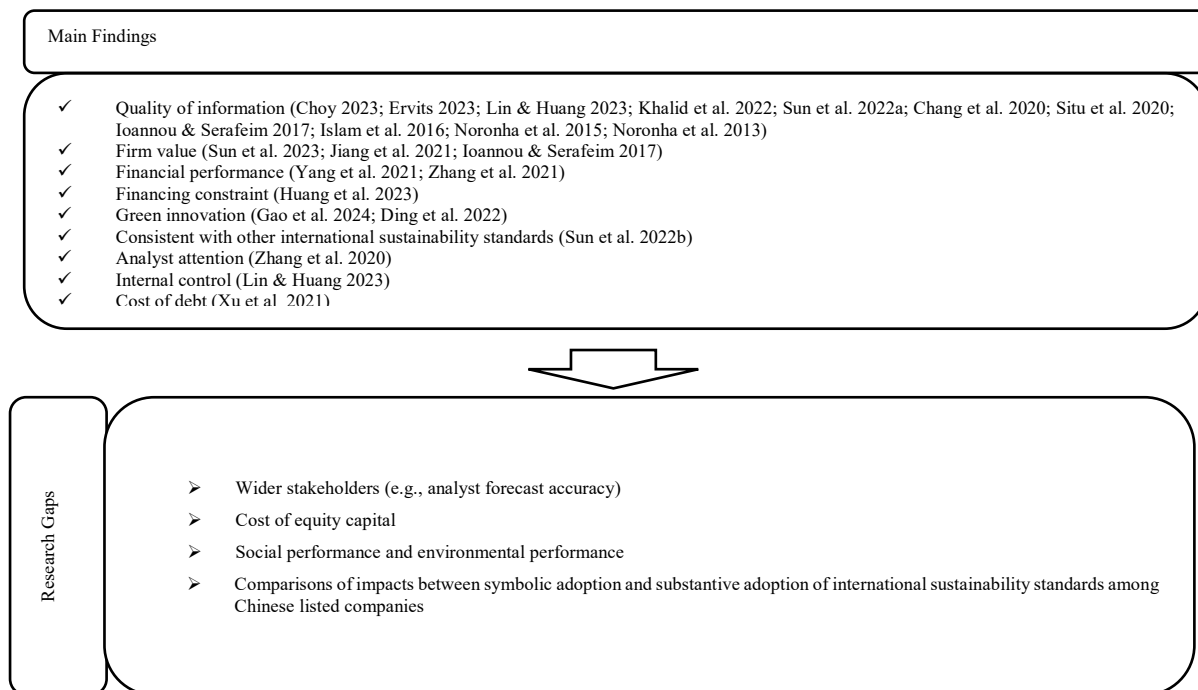 Main Findings
✓ Quality of information (Choy 2023; Ervits 2023; Lin & Huang 2023; Khalid et al. 2022; Sun et al. 2022a; Chang et al. 2020; Situ et al. 2020;
Ioannou & Serafeim 2017; Islam et al. 2016; Noronha et al. 2015; Noronha et al. 2013)
✓ Firm value (Sun et al. 2023; Jiang et al. 2021; Ioannou & Serafeim 2017)
✓ Financial performance (Yang et al. 2021; Zhang et al. 2021)
✓ Financing constraint (Huang et al. 2023)
✓ Green innovation (Gao et al. 2024; Ding et al. 2022)
✓ Consistent with other international sustainability standards (Sun et al. 2022b)
✓ Analyst attention (Zhang et al. 2020)
✓ Internal control (Lin & Huang 2023)
✓ Cost of debt (Xu et al. 2021)
Research Gaps
➢ Wider stakeholders (e.g., analyst forecast accuracy)
➢ Cost of equity capital
➢ Social performance and environmental performance
➢ Comparisons of impacts between symbolic adoption and substantive adoption of international sustainability standards among
Chinese listed companies